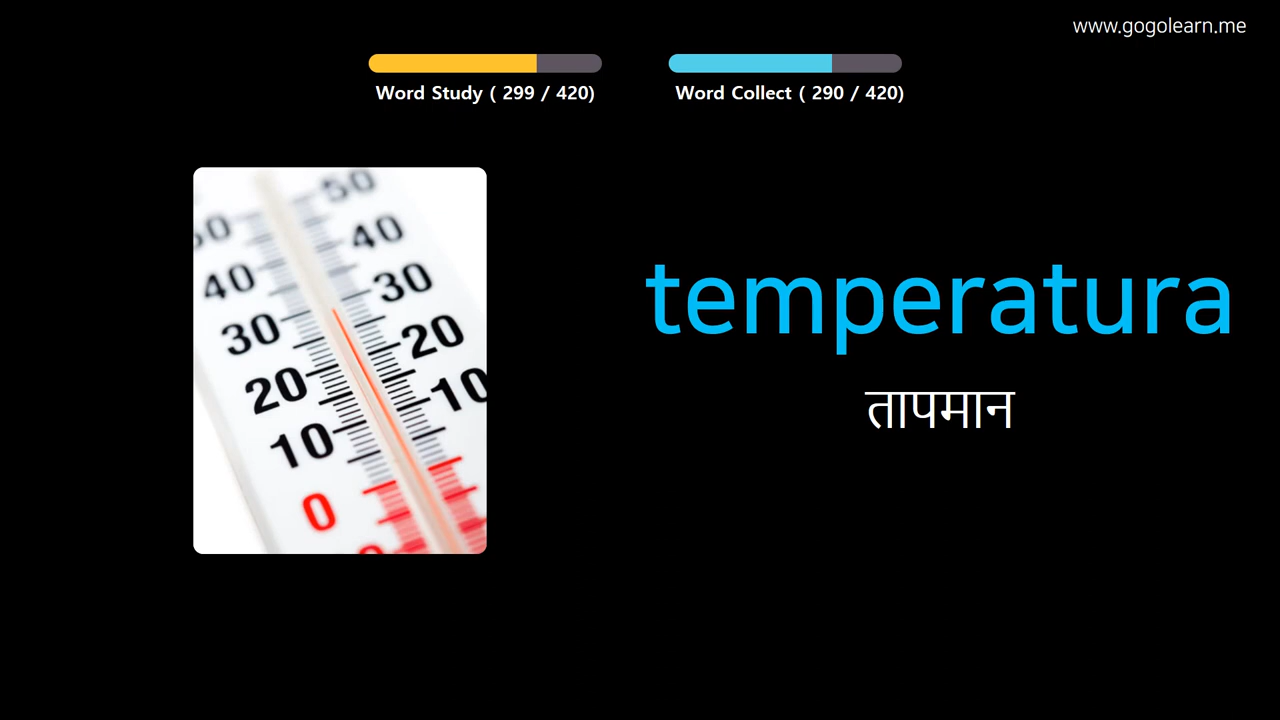 www.gogolearn.me
Word Study ( 299 / 420)
Word Collect ( 290 / 420)
50
50
40
40
30
30
20
20
10
10
0
temperatura
तापमान